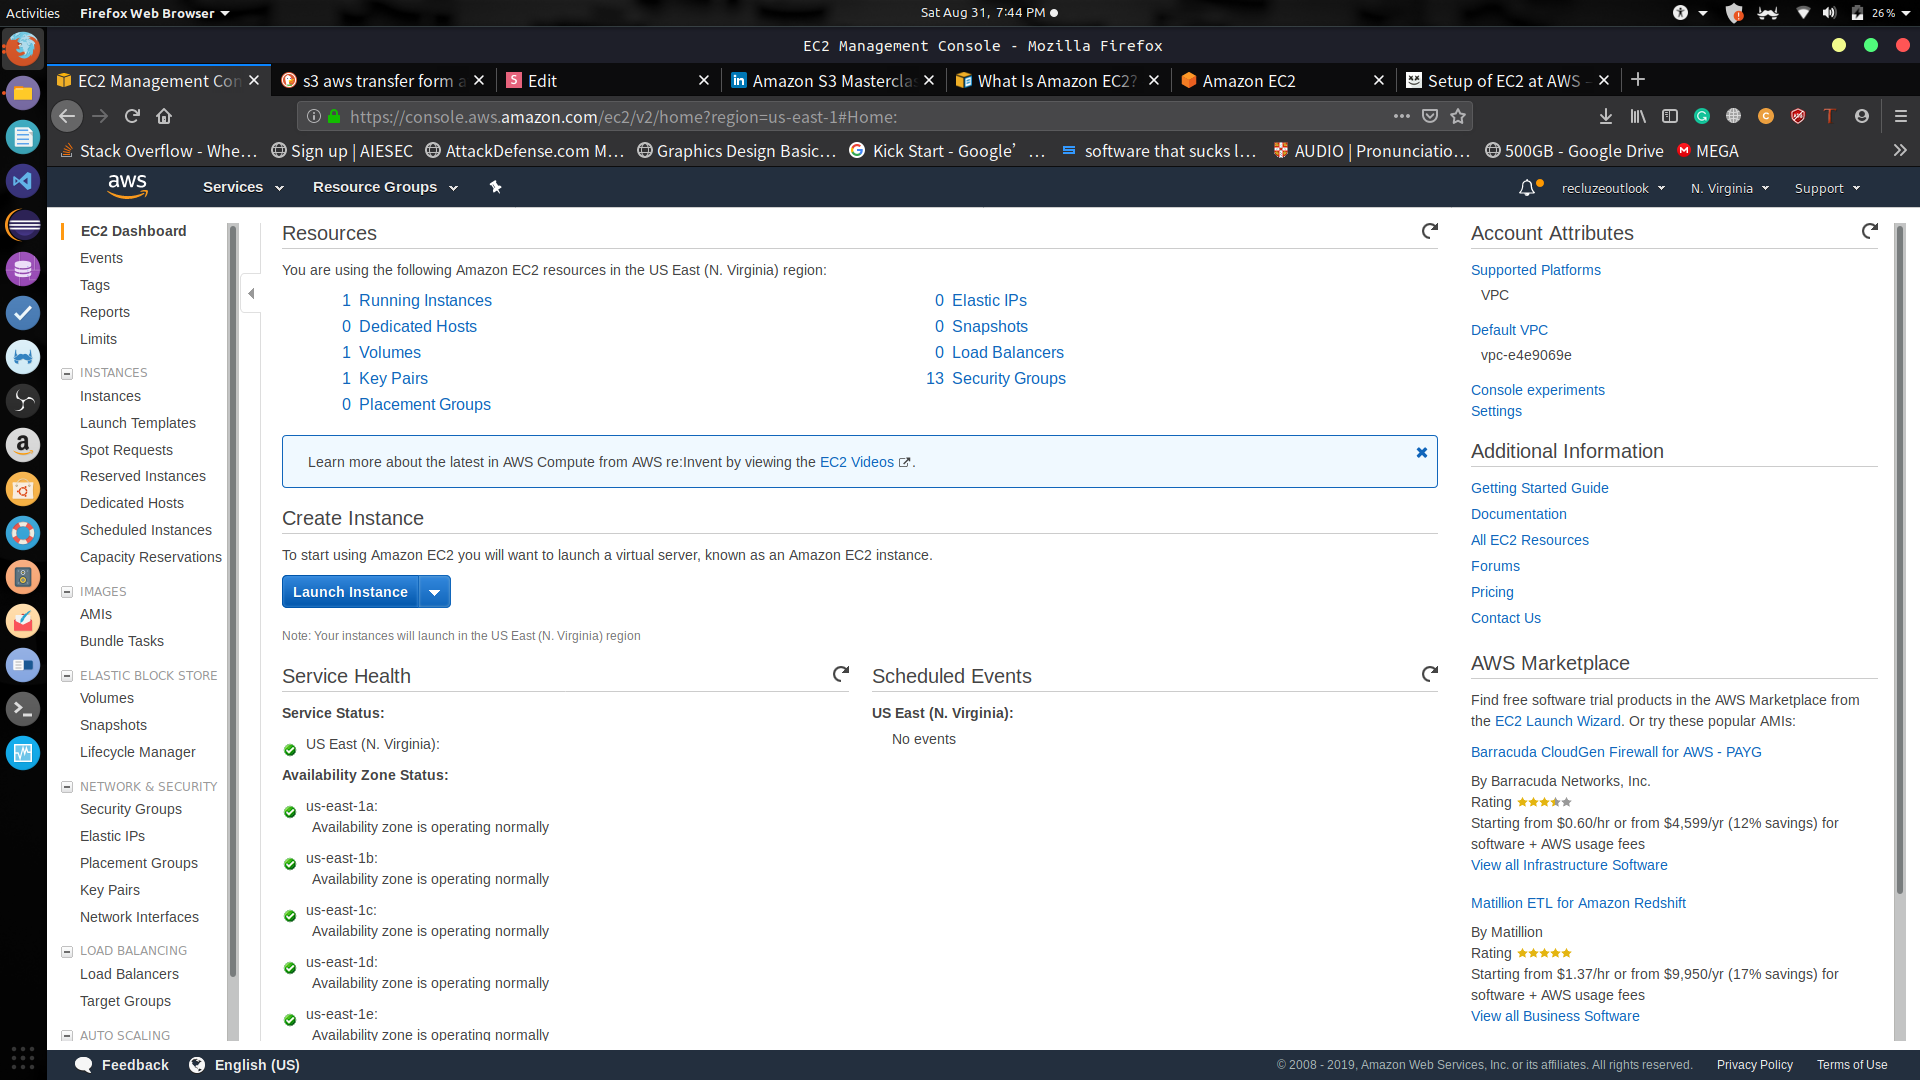 Activities
Firefox Web Browser
Sat Aug 31, 7:44 PM
26 %
EC2 Management Console - Mozilla Firefox
EC2 Management Con
s3 aws transfer form a
Edit
Amazon S3 Mastercla
What Is Amazon EC2?
Amazon EC2
Setup of EC2 at AWS -
https://console.aws.amazon.com/ec2/v2/home?region=us-east-1#Home:
Stack Overflow - Whe…
Sign up | AIESEC
AttackDefense.com M…
Graphics Design Basic…
Kick Start - Google’ …
software that sucks l…
AUDIO | Pronunciatio…
500GB - Google Drive
MEGA
aws
Services
Resource Groups
recluzeoutlook
N. Virginia
Support
EC2 Dashboard
Events
Tags
Reports
Limits
INSTANCES
Instances
Launch Templates
Spot Requests
Reserved Instances
Dedicated Hosts
Scheduled Instances
Capacity Reservations
IMAGES
AMIs
Bundle Tasks
ELASTIC BLOCK STORE
Volumes
Snapshots
Lifecycle Manager
NETWORK & SECURITY
Security Groups
Elastic IPs
Placement Groups
Key Pairs
Network Interfaces
LOAD BALANCING
Load Balancers
Target Groups
AUTO SCALING
Resources
You are using the following Amazon EC2 resources in the US East (N. Virginia) region:
1 Running Instances
0 Elastic IPs
0 Dedicated Hosts
0 Snapshots
1 Volumes
0 Load Balancers
1 Key Pairs
13 Security Groups
0 Placement Groups
Learn more about the latest in AWS Compute from AWS re:Invent by viewing the EC2 Videos .
Create Instance
To start using Amazon EC2 you will want to launch a virtual server, known as an Amazon EC2 instance.
Launch Instance
Note: Your instances will launch in the US East (N. Virginia) region
Service Health
Service Status:
US East (N. Virginia):
Availability Zone Status:
us-east-1a:
Availability zone is operating normally
us-east-1b:
Availability zone is operating normally
us-east-1c:
Availability zone is operating normally
us-east-1d:
Availability zone is operating normally
us-east-1e:
Availability zone is operating normally
Scheduled Events
US East (N. Virginia):
No events
Account Attributes
Supported Platforms
VPC
Default VPC
vpc-e4e9069e
Console experiments
Settings
Additional Information
Getting Started Guide
Documentation
All EC2 Resources
Forums
Pricing
Contact Us
AWS Marketplace
Find free software trial products in the AWS Marketplace from
the EC2 Launch Wizard. Or try these popular AMIs:
Barracuda CloudGen Firewall for AWS - PAYG
By Barracuda Networks, Inc.
Rating
Starting from $0.60/hr or from $4,599/yr (12% savings) for
software + AWS usage fees
View all Infrastructure Software
Matillion ETL for Amazon Redshift
By Matillion
Rating
Starting from $1.37/hr or from $9,950/yr (17% savings) for
software + AWS usage fees
View all Business Software
Feedback
English (US)
© 2008 - 2019, Amazon Web Services, Inc. or its affiliates. All rights reserved.
Privacy Policy
Terms of Use